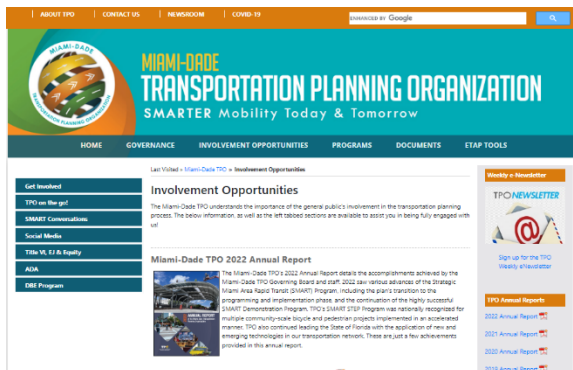 ABOUT TPO | CONTACT US | NEWSROOM | COVID-19
ENHANCED BY Google
MIAMI-DADE
TRANSPORTATION PLANNING ORGANIZATION
MIAMI-DADE
TRANSPORTATION PLANNING ORGANIZATION
SMARTER Mobility Today & Tomorrow
HOME GOVERNANCE INVOLVEMENT OPPORTUNITIES PROGRAMS DOCUMENTS ETAP TOOLS
Last Visited » Miami-Dade TPO » Involvement Opportunities
Get Involved
TPO on the go!
SMART Conversations
Social Media
Title VI, EJ & Equity
ADA
DBE Program
Involvement Opportunities
The Miami-Dade TPO understands the importance of the general public's involvement in the transportation planning
process. The below information, as well as the left tabbed sections are available to assist you in being fully engaged with
us!
Miami-Dade TPO 2022 Annual Report
The Miami-Dade TPO's 2022 Annual Report details the accomplishments achieved by the
Miami-Dade TPO Governing Board and staff. 2022 saw various advances of the Strategic
Miami Area Rapid Transit (SMART) Program, including the plan's transition to the
programming and implementation phase, and the continuation of the highly successful
SMART Demonstration Program. TPO's SMART STEP Program was nationally recognized for
multiple community-scale bicycle and pedestrian projects implemented in an accelerated
manner. TPO also continued leading the State of Florida with the application of new and
emerging technologies in our transportation network. These are just a few achievements
provided in this annual report.
ANNUAL REPORT
Weekly e-Newsletter
TPO NEWSLETTER
@
Sign up for the TPO
Weekly eNewsletter
TPO Annual Reports
2022 Annual Report
2021 Annual Report
2020 Annual Report
2019 Annual Report